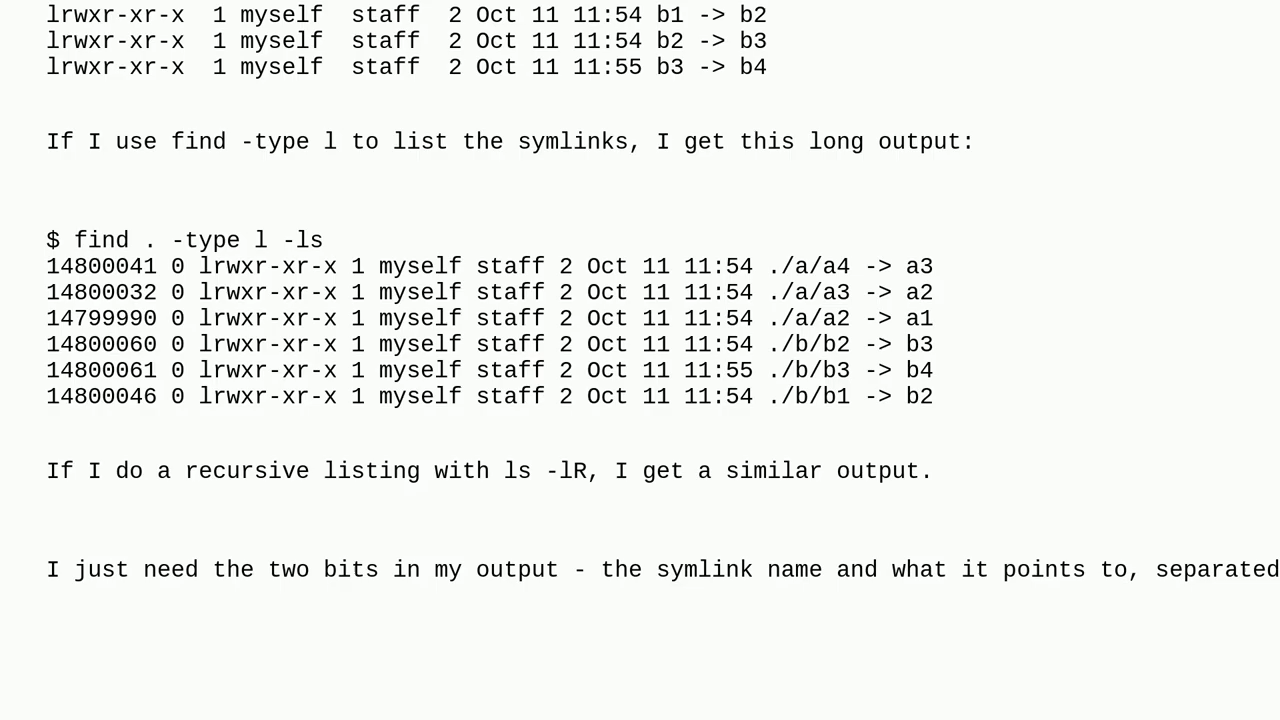 lrwxr-xr-x  1 myself  staff  2 Oct 11 11:54 b1 -> b2
lrwxr-xr-x  1 myself  staff  2 Oct 11 11:54 b2 -> b3
lrwxr-xr-x  1 myself  staff  2 Oct 11 11:55 b3 -> b4
If I use find -type l to list the symlinks, I get this long output:
$ find . -type l -ls
14800041 0 lrwxr-xr-x 1 myself staff 2 Oct 11 11:54 ./a/a4 -> a3
14800032 0 lrwxr-xr-x 1 myself staff 2 Oct 11 11:54 ./a/a3 -> a2
14799990 0 lrwxr-xr-x 1 myself staff 2 Oct 11 11:54 ./a/a2 -> a1
14800060 0 lrwxr-xr-x 1 myself staff 2 Oct 11 11:54 ./b/b2 -> b3
14800061 0 lrwxr-xr-x 1 myself staff 2 Oct 11 11:55 ./b/b3 -> b4
14800046 0 lrwxr-xr-x 1 myself staff 2 Oct 11 11:54 ./b/b1 -> b2
If I do a recursive listing with ls -lR, I get a similar output.
I just need the two bits in my output - the symlink name and what it points to, separated